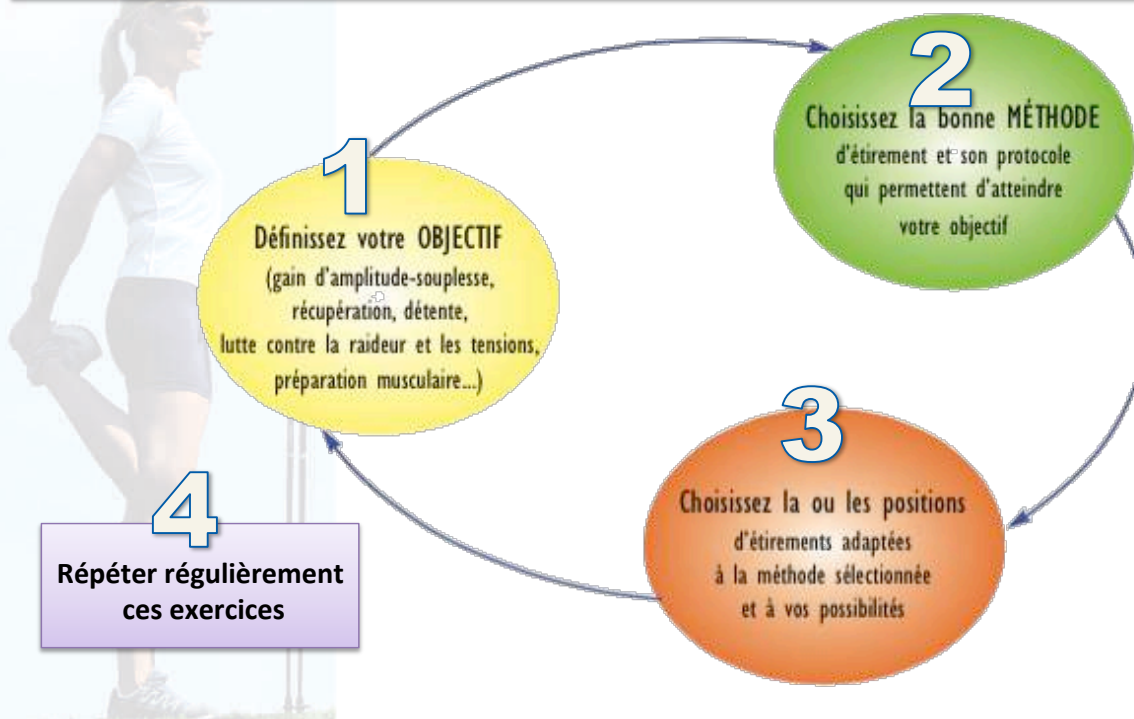 1
Définissez votre OBJECTIF
(gain d'amplitude-souplesse,
récupération, détente,
lutte contre la raideur et les tensions,
préparation musculaire...)
2
Choisissez la bonne MÉTHODE
d'étirement et son protocole
qui permettent d'atteindre
votre objectif
3
Choisissez la ou les positions
d'étirements adaptées
à la méthode sélectionnée
et à vos possibilités
4
Répéter régulièrement
ces exercices